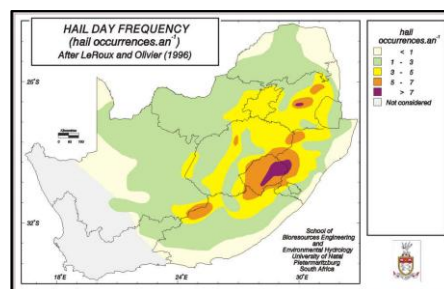 HAIL DAY FREQUENCY
(hail occurrences.an⁻¹)
After LeRoux and Olivier (1996)
hail
occurrences.an⁻¹
< 1
1 - 3
3 - 5
5 - 7
> 7
Not considered
School of
Bioresources Engineering
and
Environmental Hydrology
University of Natal
Pietermaritzburg
South Africa
18°E
24°E
30°E